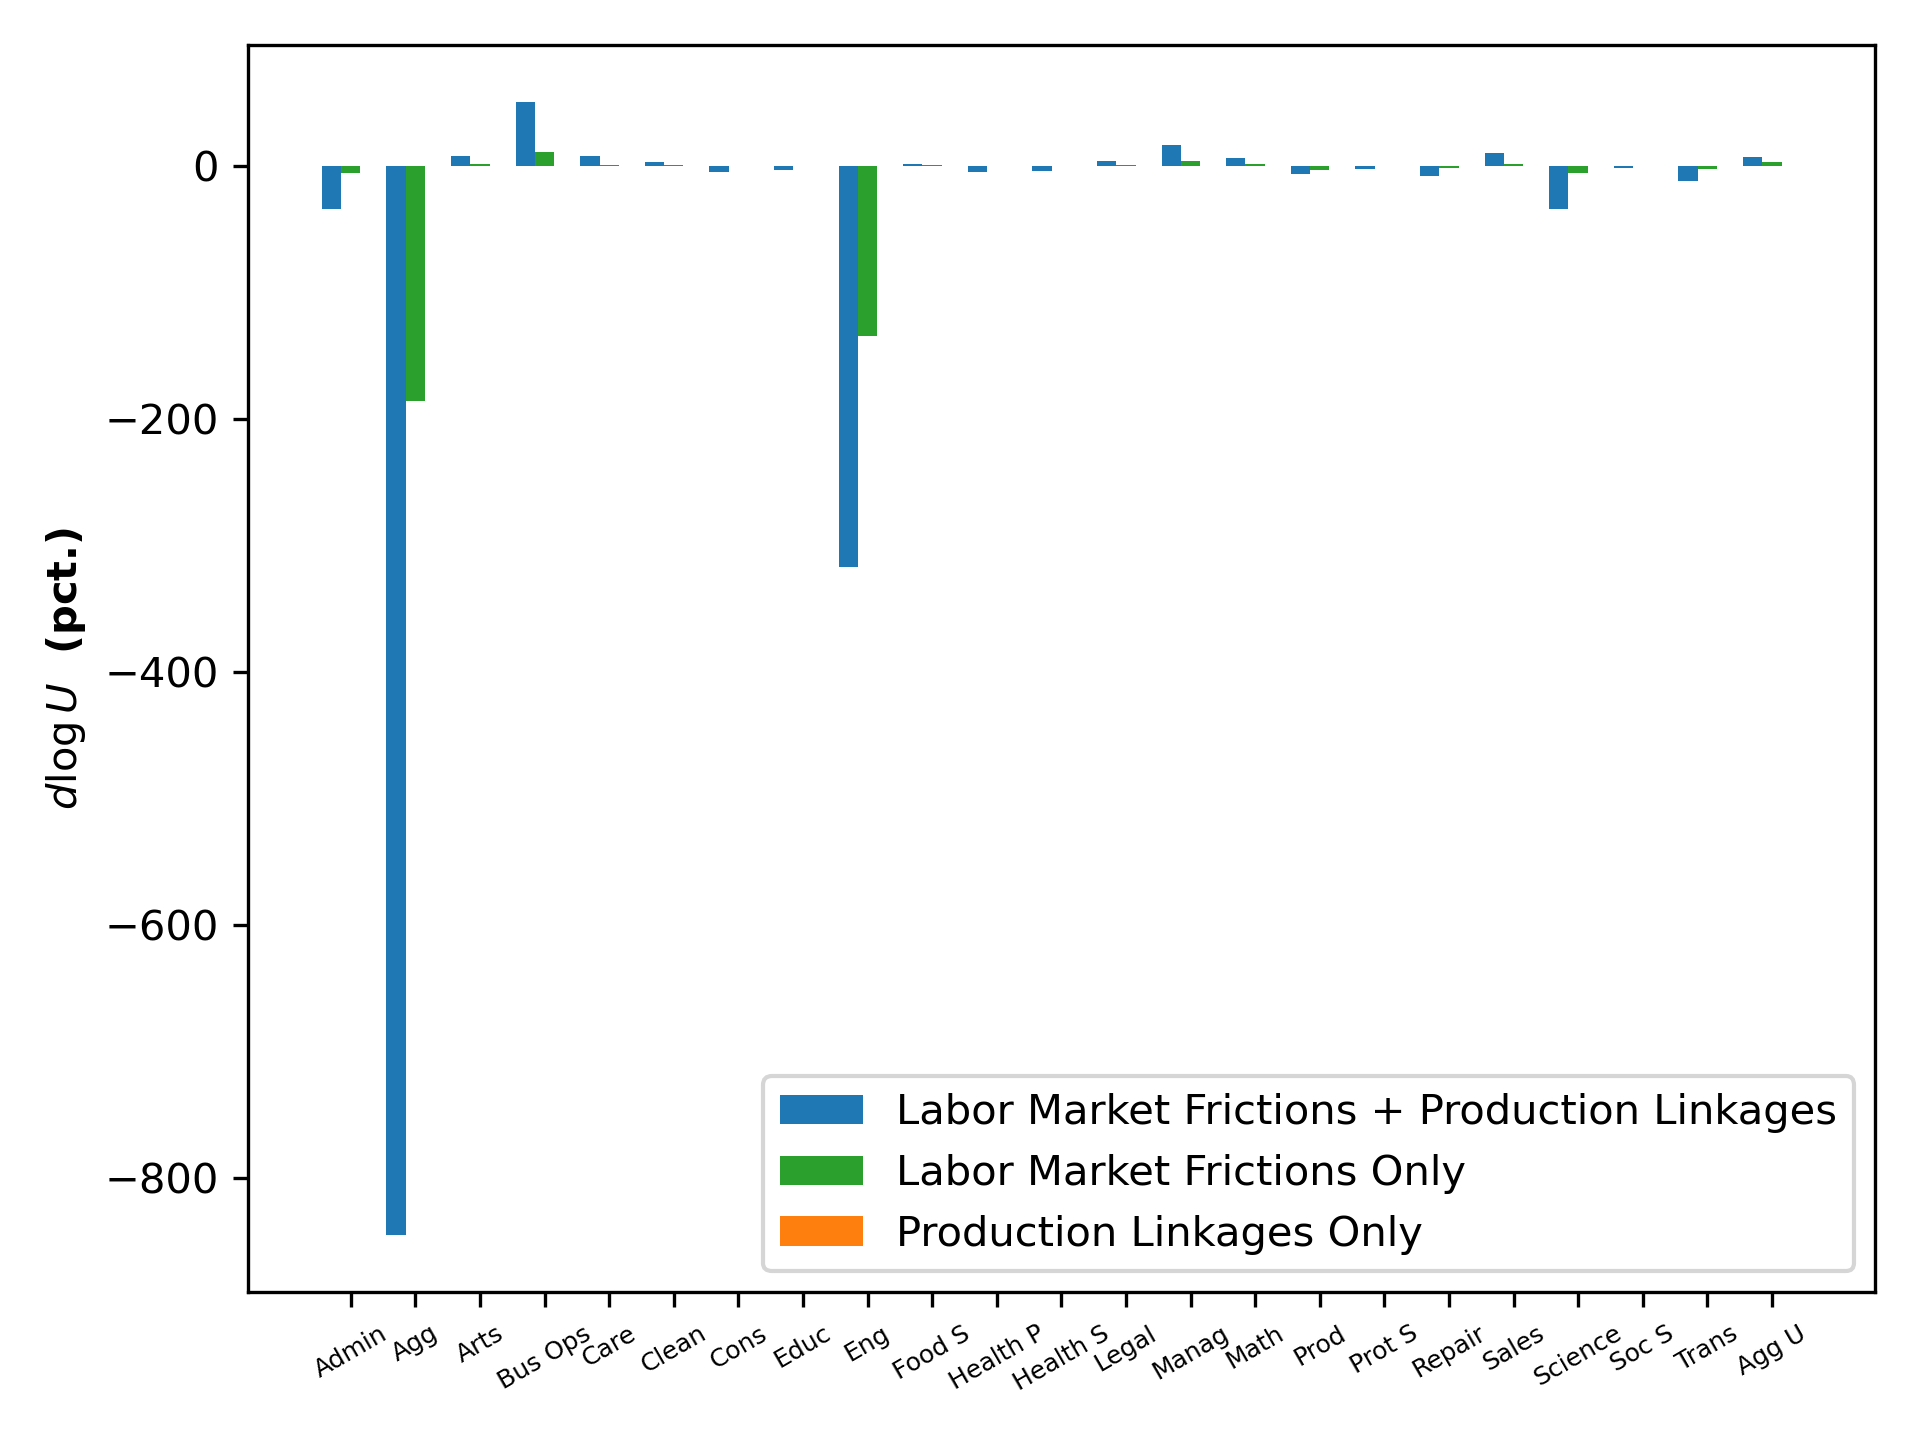 0
−200
−400
−600
−800
d log U (pct.)
Labor Market Frictions + Production Linkages
Labor Market Frictions Only
Production Linkages Only
Admin Agg Arts Bus Ops Care Clean Cons Educ Eng Food S Health P Health S Legal Manag Math Prod Prot S Repair Sales Science Soc S Trans Agg U